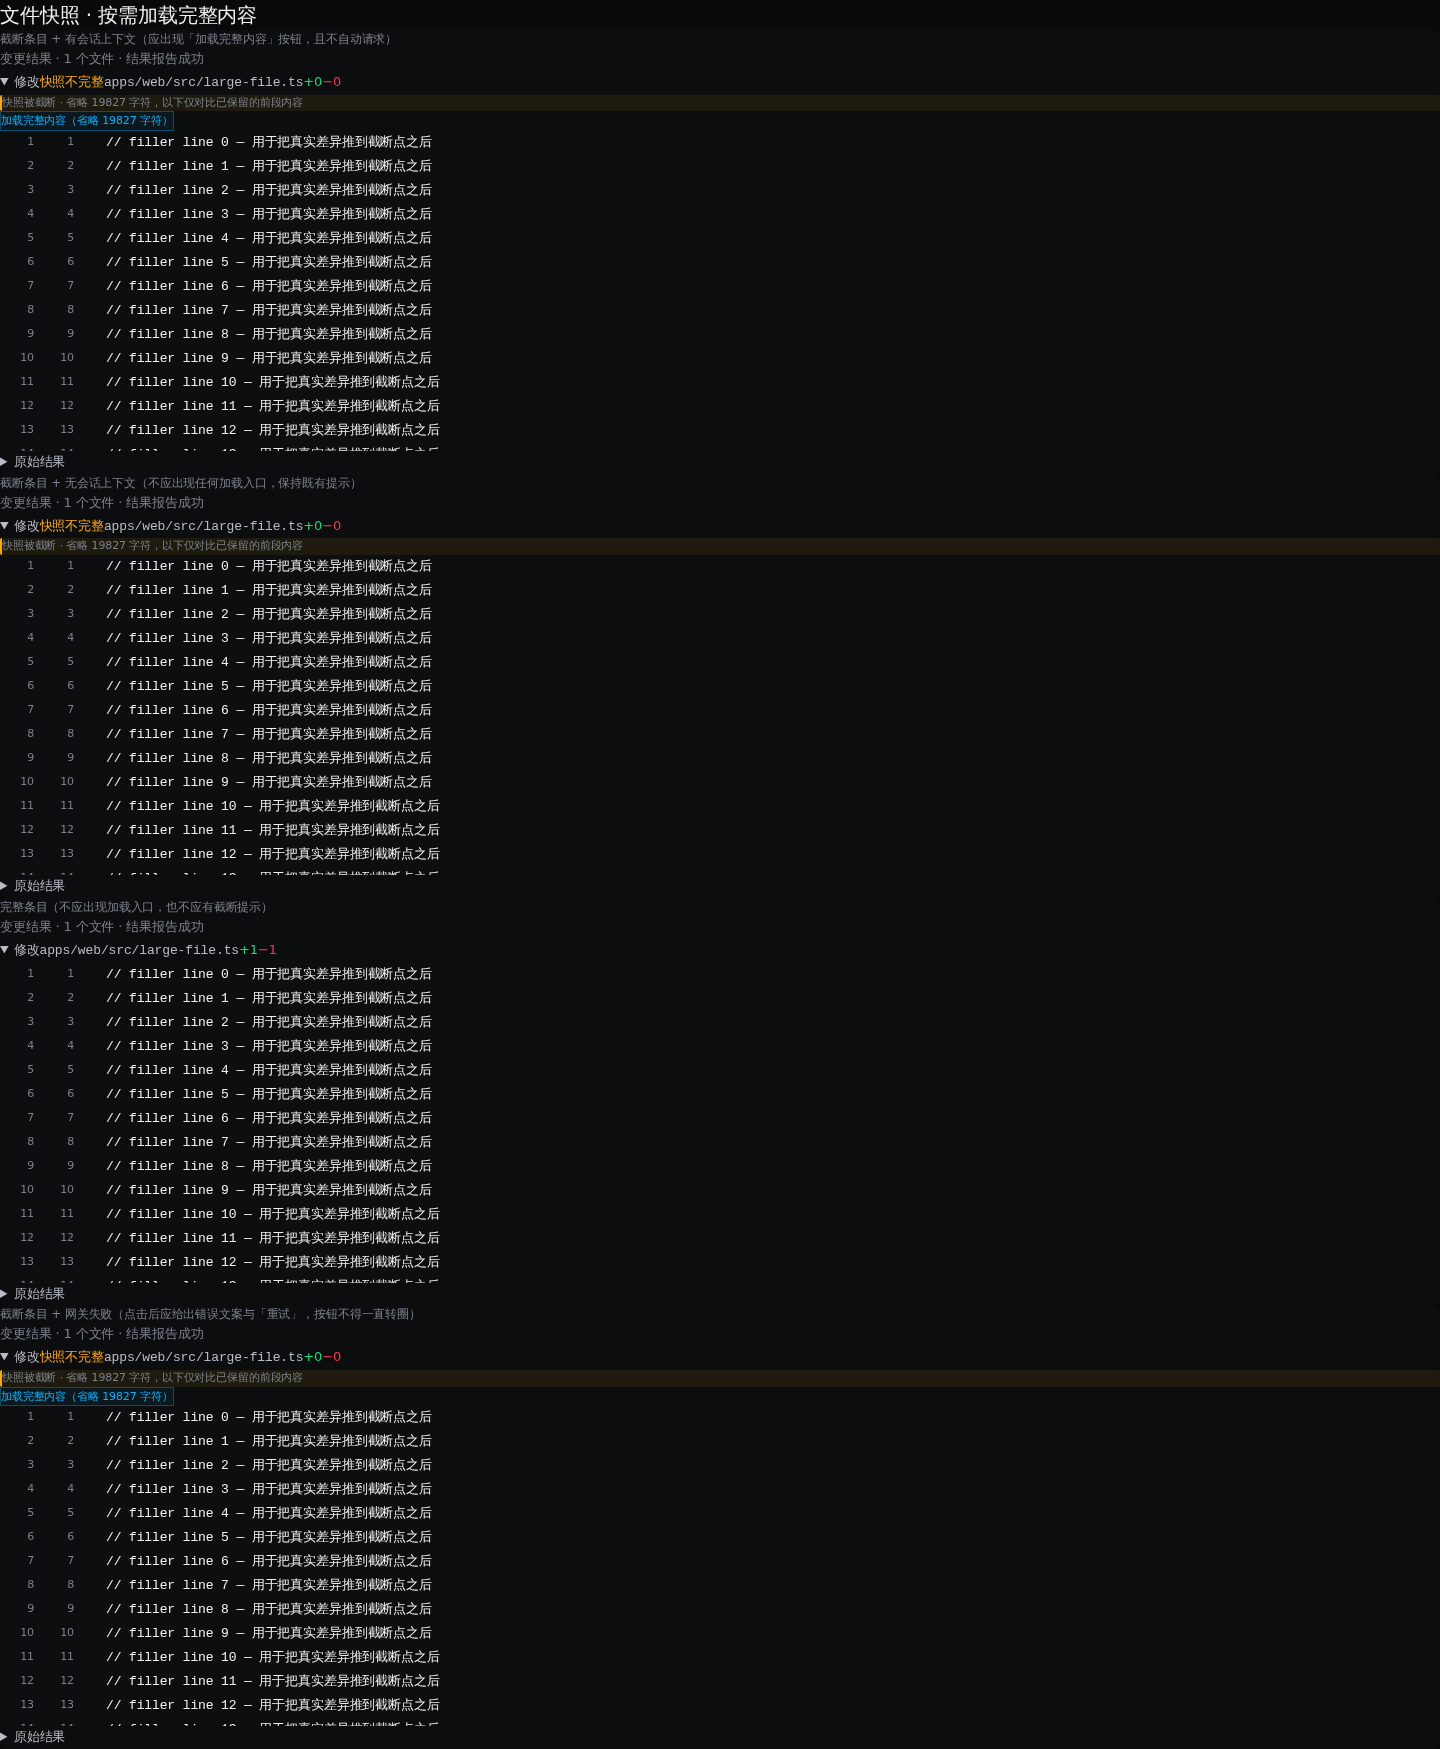 文件快照 · 按需加载完整内容
截断条目 + 有会话上下文（应出现「加载完整内容」按钮，且不自动请求）
变更结果 · 1 个文件 · 结果报告成功
▼ 修改快照不完整apps/web/src/large-file.ts+0−0
快照被截断 · 省略 19827 字符，以下仅对比已保留的前段内容
加载完整内容（省略 19827 字符）
1 1 // filler line 0 — 用于把真实差异推到截断点之后
2 2 // filler line 1 — 用于把真实差异推到截断点之后
3 3 // filler line 2 — 用于把真实差异推到截断点之后
4 4 // filler line 3 — 用于把真实差异推到截断点之后
5 5 // filler line 4 — 用于把真实差异推到截断点之后
6 6 // filler line 5 — 用于把真实差异推到截断点之后
7 7 // filler line 6 — 用于把真实差异推到截断点之后
8 8 // filler line 7 — 用于把真实差异推到截断点之后
9 9 // filler line 8 — 用于把真实差异推到截断点之后
10 10 // filler line 9 — 用于把真实差异推到截断点之后
11 11 // filler line 10 — 用于把真实差异推到截断点之后
12 12 // filler line 11 — 用于把真实差异推到截断点之后
13 13 // filler line 12 — 用于把真实差异推到截断点之后
▶ 原始结果
截断条目 + 无会话上下文（不应出现任何加载入口，保持既有提示）
变更结果 · 1 个文件 · 结果报告成功
▼ 修改快照不完整apps/web/src/large-file.ts+0−0
快照被截断 · 省略 19827 字符，以下仅对比已保留的前段内容
1 1 // filler line 0 — 用于把真实差异推到截断点之后
2 2 // filler line 1 — 用于把真实差异推到截断点之后
3 3 // filler line 2 — 用于把真实差异推到截断点之后
4 4 // filler line 3 — 用于把真实差异推到截断点之后
5 5 // filler line 4 — 用于把真实差异推到截断点之后
6 6 // filler line 5 — 用于把真实差异推到截断点之后
7 7 // filler line 6 — 用于把真实差异推到截断点之后
8 8 // filler line 7 — 用于把真实差异推到截断点之后
9 9 // filler line 8 — 用于把真实差异推到截断点之后
10 10 // filler line 9 — 用于把真实差异推到截断点之后
11 11 // filler line 10 — 用于把真实差异推到截断点之后
12 12 // filler line 11 — 用于把真实差异推到截断点之后
13 13 // filler line 12 — 用于把真实差异推到截断点之后
▶ 原始结果
完整条目（不应出现加载入口，也不应有截断提示）
变更结果 · 1 个文件 · 结果报告成功
▼ 修改apps/web/src/large-file.ts+1−1
1 1 // filler line 0 — 用于把真实差异推到截断点之后
2 2 // filler line 1 — 用于把真实差异推到截断点之后
3 3 // filler line 2 — 用于把真实差异推到截断点之后
4 4 // filler line 3 — 用于把真实差异推到截断点之后
5 5 // filler line 4 — 用于把真实差异推到截断点之后
6 6 // filler line 5 — 用于把真实差异推到截断点之后
7 7 // filler line 6 — 用于把真实差异推到截断点之后
8 8 // filler line 7 — 用于把真实差异推到截断点之后
9 9 // filler line 8 — 用于把真实差异推到截断点之后
10 10 // filler line 9 — 用于把真实差异推到截断点之后
11 11 // filler line 10 — 用于把真实差异推到截断点之后
12 12 // filler line 11 — 用于把真实差异推到截断点之后
13 13 // filler line 12 — 用于把真实差异推到截断点之后
▶ 原始结果
截断条目 + 网关失败（点击后应给出错误文案与「重试」，按钮不得一直转圈）
变更结果 · 1 个文件 · 结果报告成功
▼ 修改快照不完整apps/web/src/large-file.ts+0−0
快照被截断 · 省略 19827 字符，以下仅对比已保留的前段内容
加载完整内容（省略 19827 字符）
1 1 // filler line 0 — 用于把真实差异推到截断点之后
2 2 // filler line 1 — 用于把真实差异推到截断点之后
3 3 // filler line 2 — 用于把真实差异推到截断点之后
4 4 // filler line 3 — 用于把真实差异推到截断点之后
5 5 // filler line 4 — 用于把真实差异推到截断点之后
6 6 // filler line 5 — 用于把真实差异推到截断点之后
7 7 // filler line 6 — 用于把真实差异推到截断点之后
8 8 // filler line 7 — 用于把真实差异推到截断点之后
9 9 // filler line 8 — 用于把真实差异推到截断点之后
10 10 // filler line 9 — 用于把真实差异推到截断点之后
11 11 // filler line 10 — 用于把真实差异推到截断点之后
12 12 // filler line 11 — 用于把真实差异推到截断点之后
13 13 // filler line 12 — 用于把真实差异推到截断点之后
▶ 原始结果